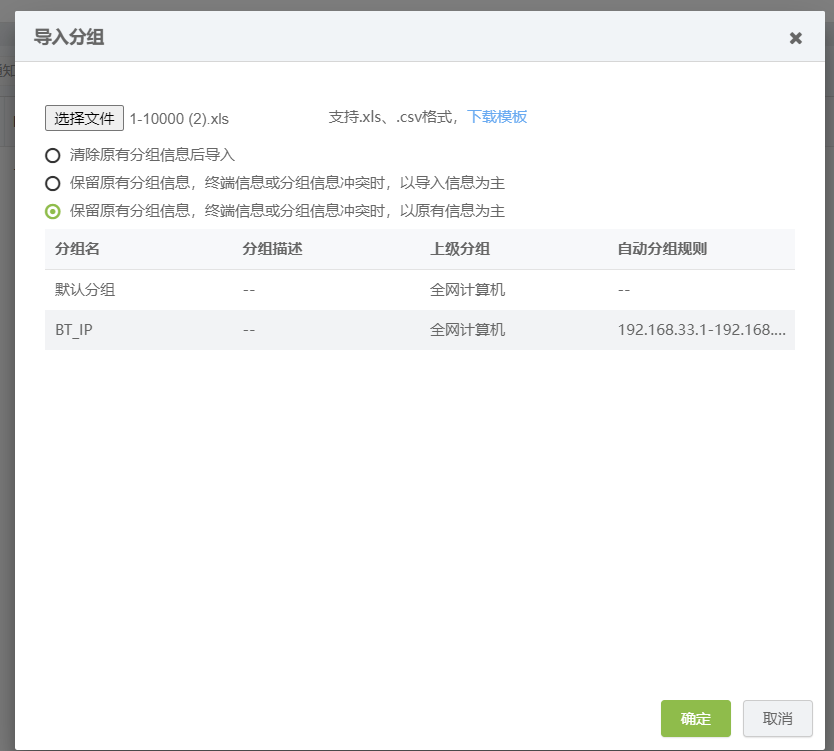 导入分组
选择文件 1-10000 (2).xls 支持.xls、.csv格式，下载模板
清除原有分组信息后导入
保留原有分组信息，终端信息或分组信息冲突时，以导入信息为主
保留原有分组信息，终端信息或分组信息冲突时，以原有信息为主
分组名 分组描述 上级分组 自动分组规则
默认分组 -- 全网计算机 --
BT_IP -- 全网计算机 192.168.33.1-192.168....
确定 取消